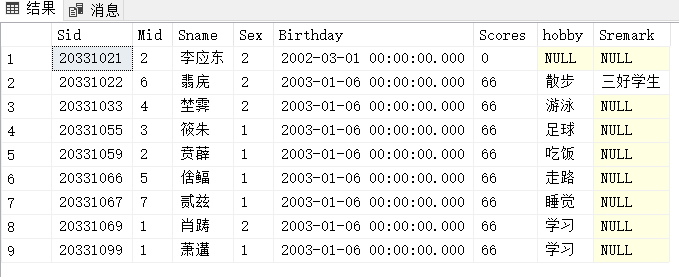 结果 消息
Sid Mid Sname Sex Birthday Scores hobby Sremark
1 20331021 2 李应东 2 2002-03-01 00:00:00.000 0 NULL NULL
2 20331022 6 翡庑 2 2003-01-06 00:00:00.000 66 散步 三好学生
3 20331033 4 埜霁 2 2003-01-06 00:00:00.000 66 游泳 NULL
4 20331055 3 筱朱 1 2003-01-06 00:00:00.000 66 足球 NULL
5 20331059 2 贲薜 1 2003-01-06 00:00:00.000 66 吃饭 NULL
6 20331066 5 1 2003-01-06 00:00:00.000 66 走路 NULL
7 20331067 7 贰兹 1 2003-01-06 00:00:00.000 66 睡觉 NULL
8 20331069 1 肖踌 2 2003-01-06 00:00:00.000 66 学习 NULL
9 20331099 1 萧薖 1 2003-01-06 00:00:00.000 66 学习 NULL